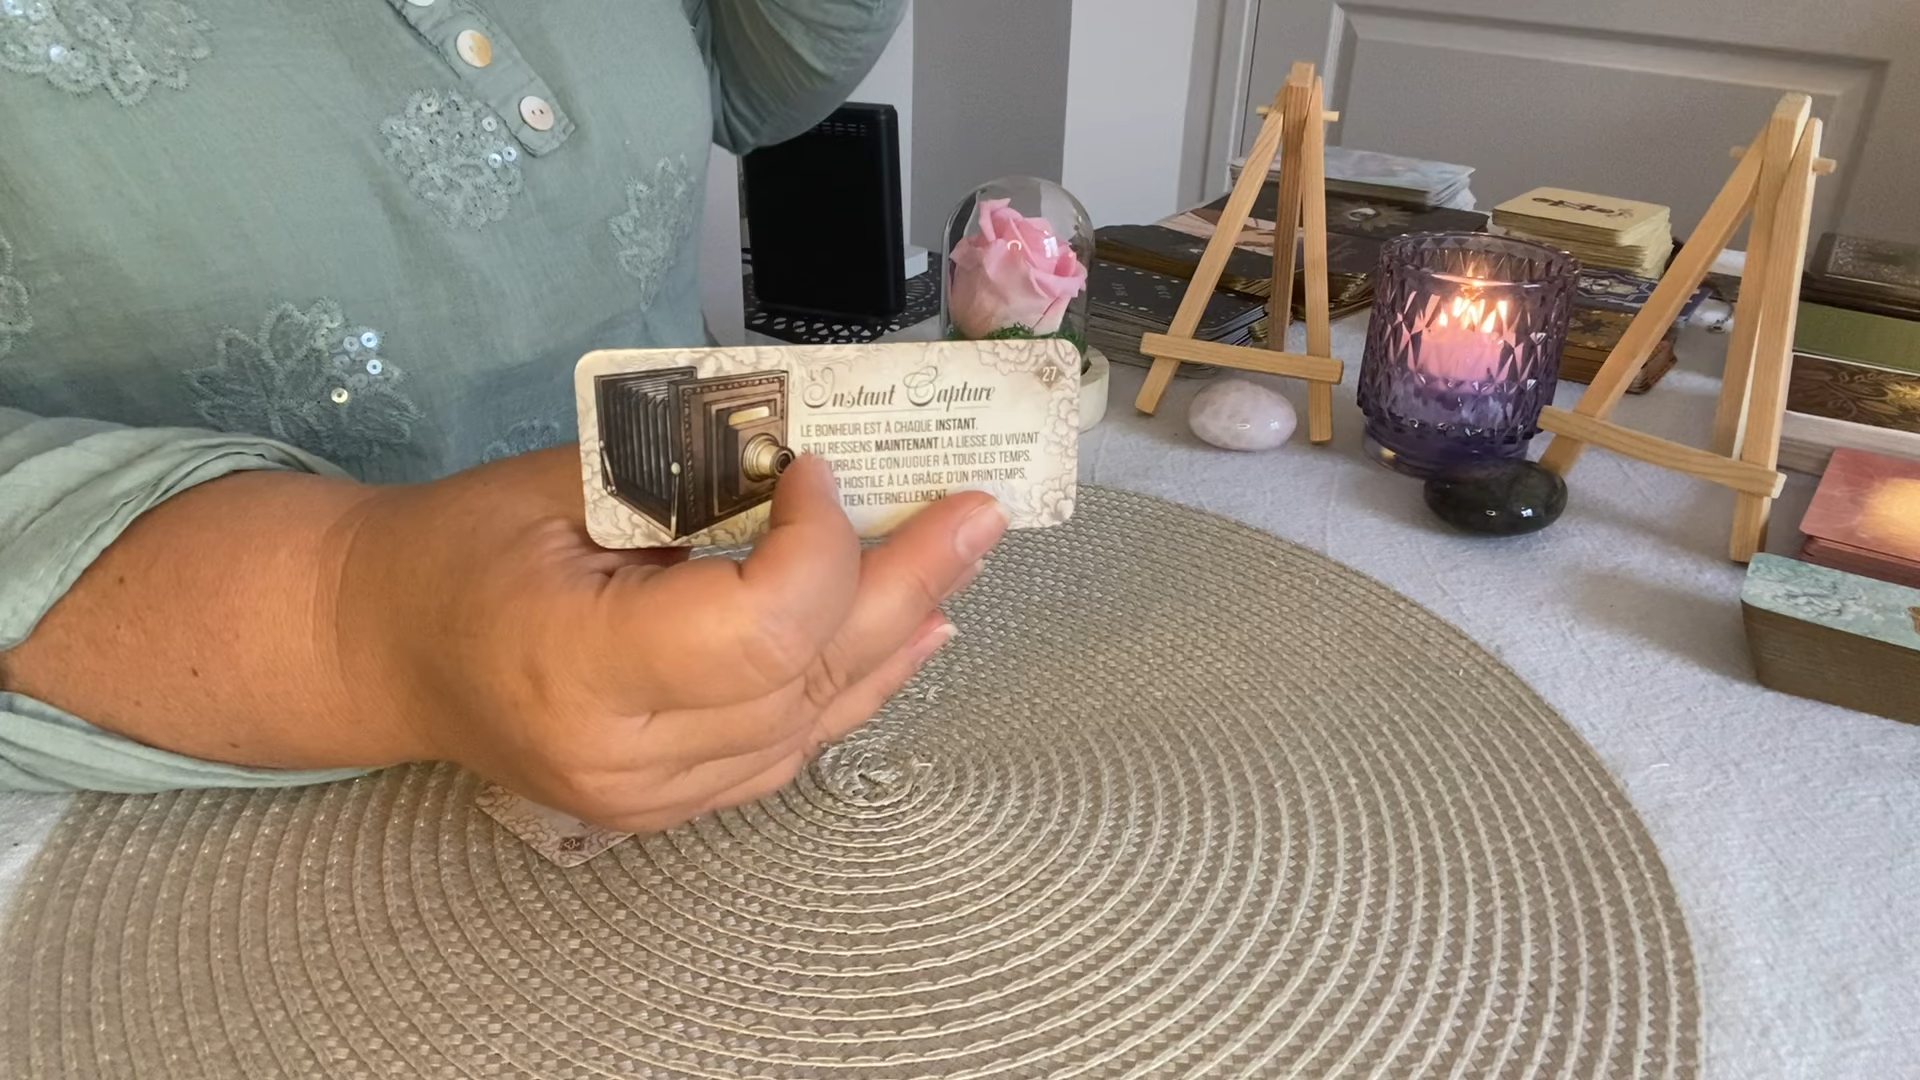 Instant Capture
27
LE BONHEUR EST À CHAQUE INSTANT.
SI TU RESSENS MAINTENANT LA LIESSE DU VIVANT
LE CONJUGUER À TOUS LES TEMPS.
HOSTILE À LA GRÂCE D'UN PRINTEMPS,
TIEN ÉTERNELLEMENT